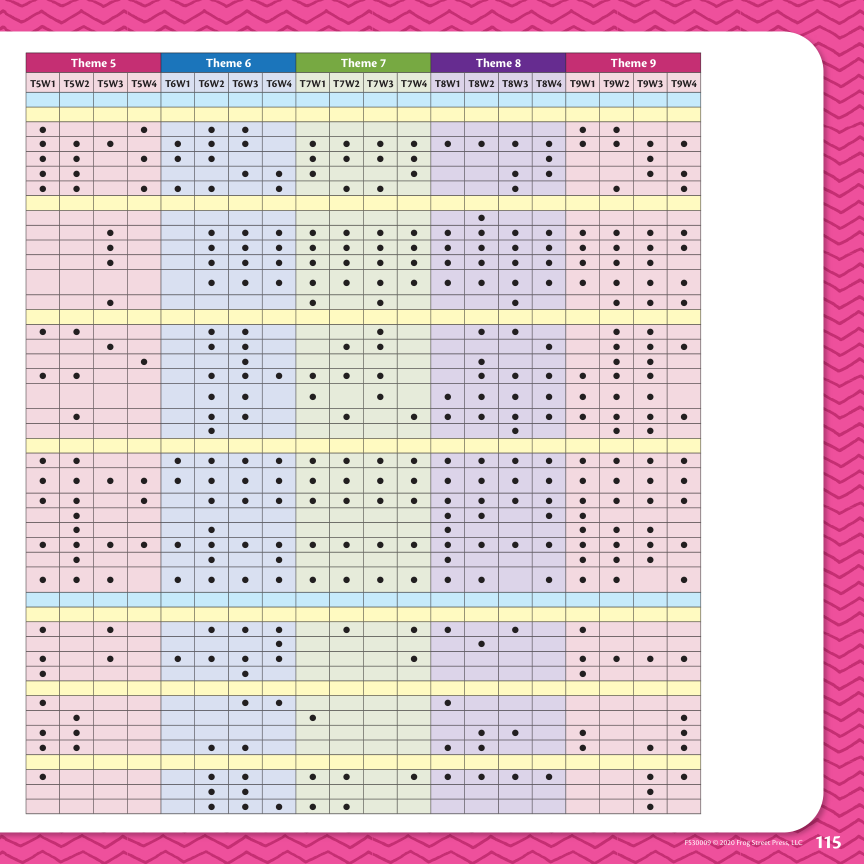 Theme 5 Theme 6 Theme 7 Theme 8 Theme 9
T5W1 T5W2 T5W3 T5W4 T6W1 T6W2 T6W3 T6W4 T7W1 T7W2 T7W3 T7W4 T8W1 T8W2 T8W3 T8W4 T9W1 T9W2 T9W3 T9W4
FS30009 © 2020 Frog Street Press, LLC 115